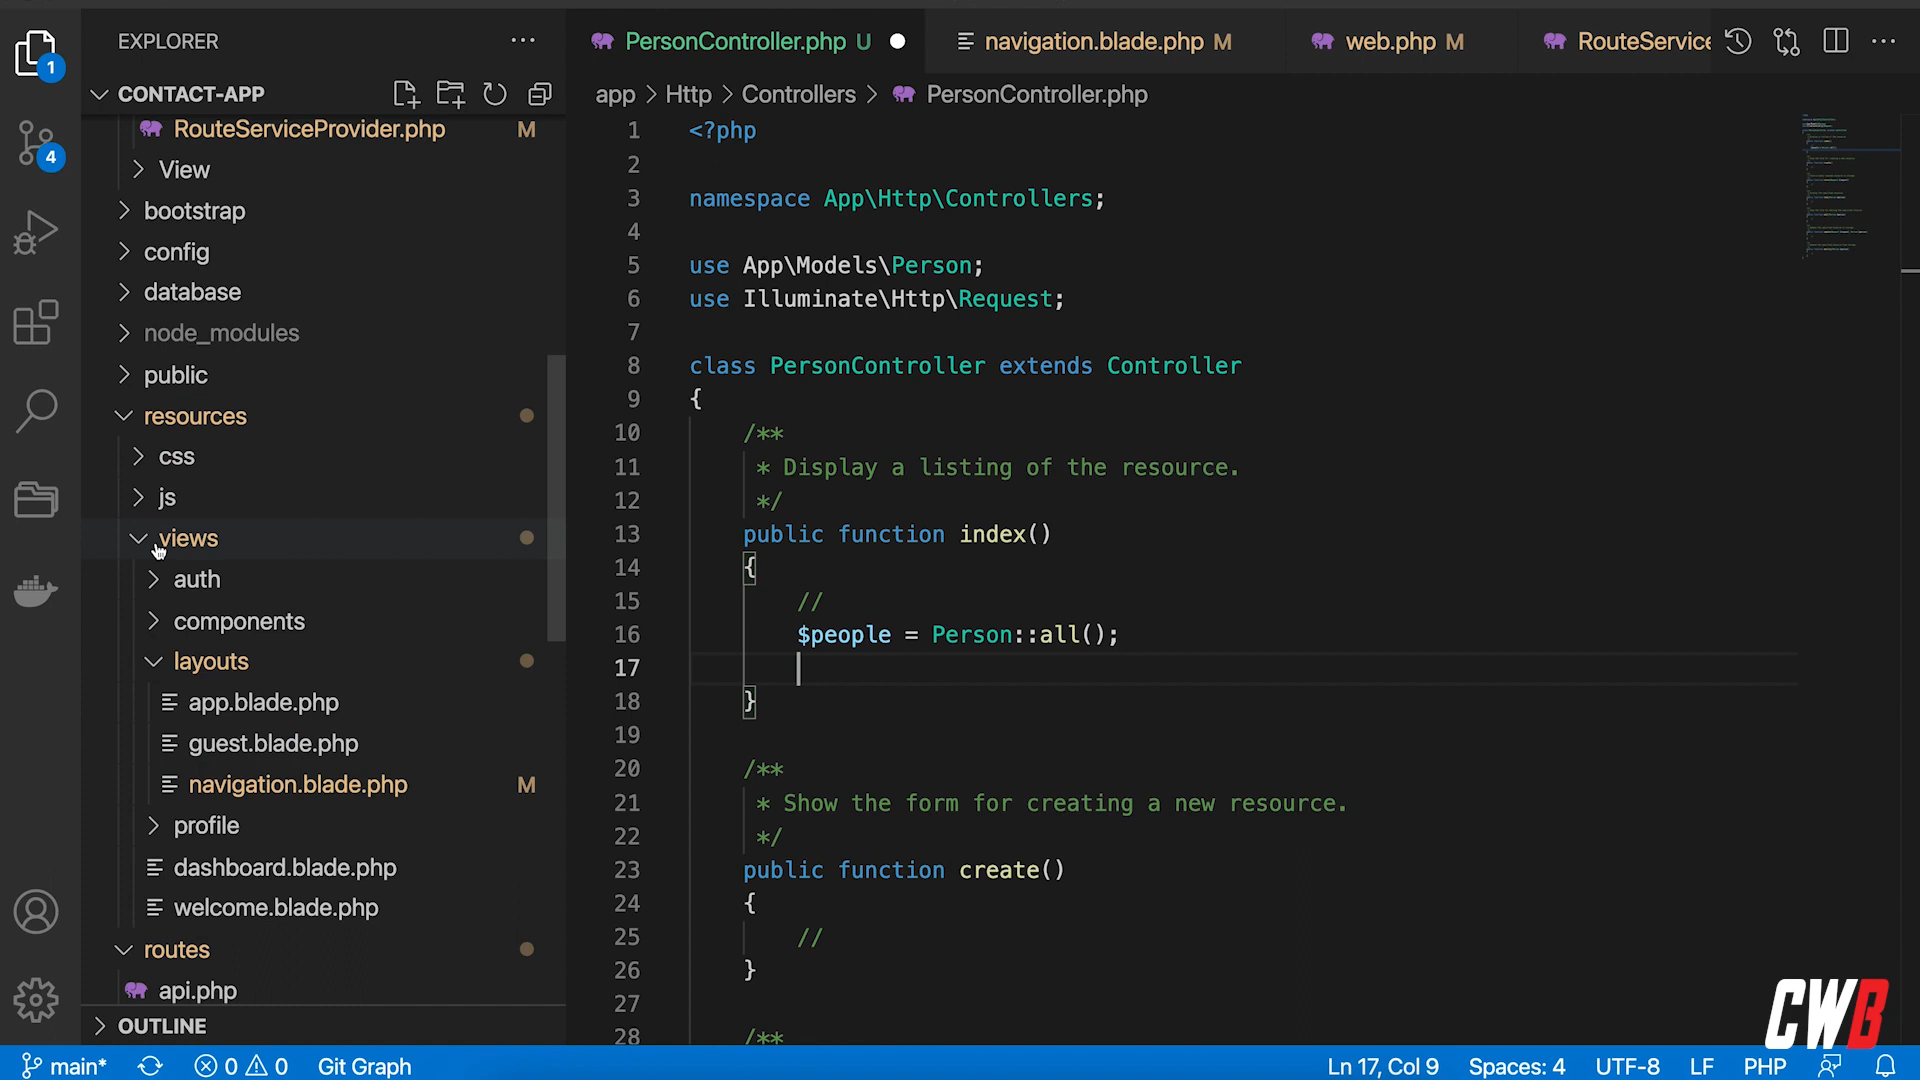 EXPLORER
CONTACT-APP
RouteServiceProvider.php M
View
bootstrap
config
database
node_modules
public
resources
css
js
views
auth
components
layouts
app.blade.php
guest.blade.php
navigation.blade.php M
profile
dashboard.blade.php
welcome.blade.php
routes
api.php
OUTLINE
1
4
PersonController.php U
navigation.blade.php M
web.php M
RouteServic
app > Http > Controllers > PersonController.php
1 <?php
2
3 namespace App\Http\Controllers;
4
5 use App\Models\Person;
6 use Illuminate\Http\Request;
7
8 class PersonController extends Controller
9 {
10 /**
11 * Display a listing of the resource.
12 */
13 public function index()
14 {
15 //
16 $people = Person::all();
17
18 }
19
20 /**
21 * Show the form for creating a new resource.
22 */
23 public function create()
24 {
25 //
26 }
27
28 /**
CWB
main* 0 0 Git Graph
Ln 17, Col 9 Spaces: 4 UTF-8 LF PHP